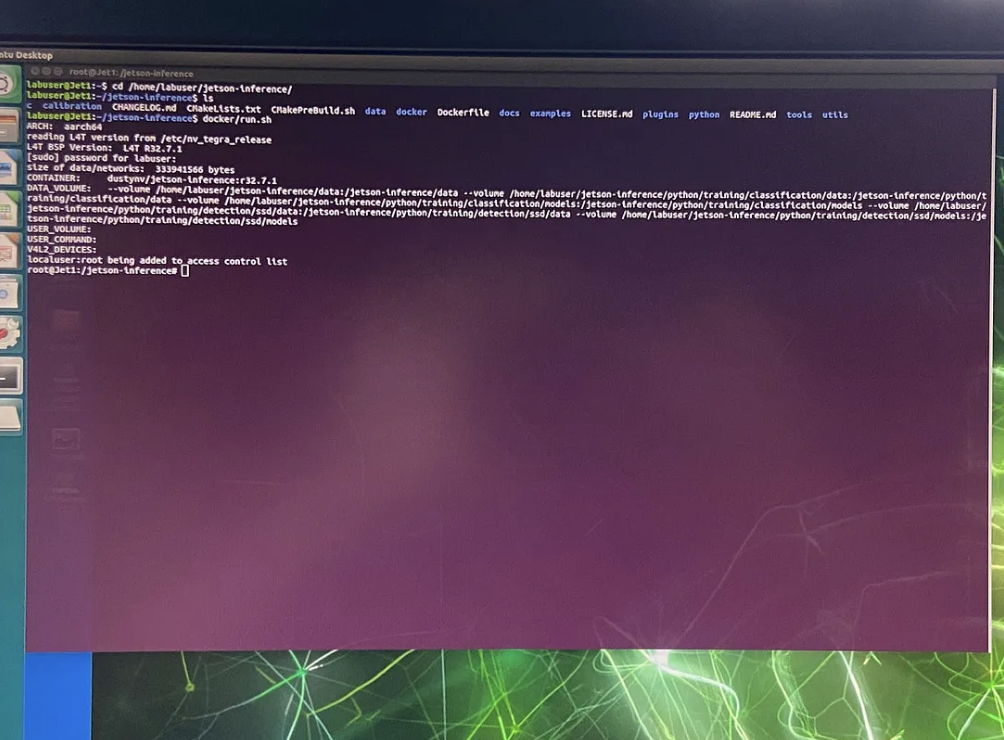 ntu Desktop
root@Jet1: /jetson-inference
labuser@Jet1:~$ cd /home/labuser/jetson-inference/
labuser@Jet1:~/jetson-inference$ ls
c calibration CHANGELOG.md CMakeLists.txt CMakePreBuild.sh data docker Dockerfile docs examples LICENSE.md plugins python README.md tools utils
labuser@Jet1:~/jetson-inference$ docker/run.sh
ARCH: aarch64
reading L4T version from /etc/nv_tegra_release
L4T BSP Version: L4T R32.7.1
[sudo] password for labuser:
size of data/networks: 333941566 bytes
CONTAINER: dustynv/jetson-inference:r32.7.1
DATA_VOLUME: --volume /home/labuser/jetson-inference/data:/jetson-inference/data --volume /home/labuser/jetson-inference/python/training/classification/data:/jetson-inference/python/t
raining/classification/data --volume /home/labuser/jetson-inference/python/training/classification/models:/jetson-inference/python/training/classification/models --volume /home/labuser/
jetson-inference/python/training/detection/ssd/data:/jetson-inference/python/training/detection/ssd/data --volume /home/labuser/jetson-inference/python/training/detection/ssd/models:/je
tson-inference/python/training/detection/ssd/models
USER_VOLUME:
USER_COMMAND:
V4L2_DEVICES:
localuser:root being added to access control list
root@Jet1:/jetson-inference#